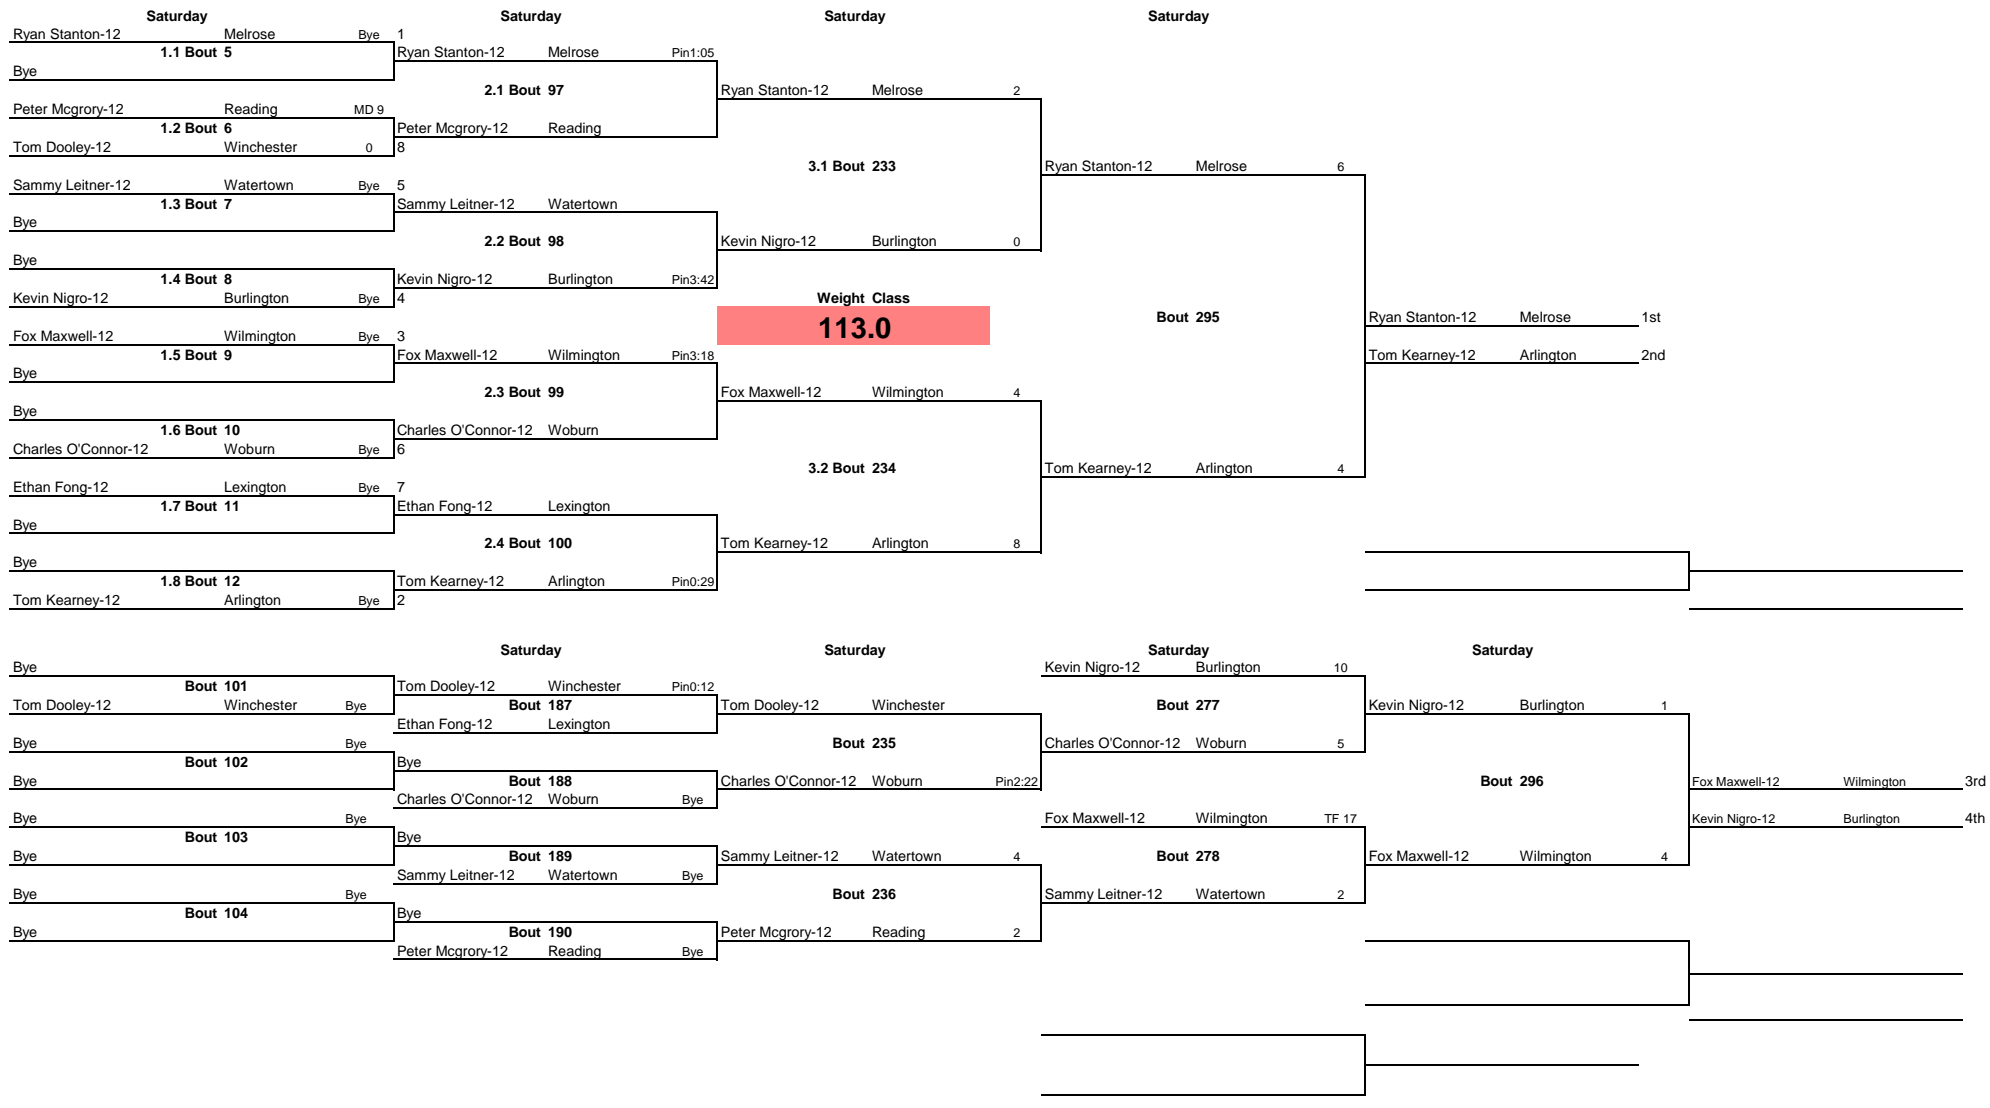 Saturday Saturday Saturday Saturday
Ryan Stanton-12 Melrose Bye 1
1.1 Bout 5 Ryan Stanton-12 Melrose Pin1:05
Bye
2.1 Bout 97 Ryan Stanton-12 Melrose 2
Peter Mcgrory-12 Reading MD 9
1.2 Bout 6 Peter Mcgrory-12 Reading
Tom Dooley-12 Winchester 0 8
3.1 Bout 233 Ryan Stanton-12 Melrose 6
Sammy Leitner-12 Watertown Bye 5
1.3 Bout 7 Sammy Leitner-12 Watertown
Bye
2.2 Bout 98 Kevin Nigro-12 Burlington 0
Bye
1.4 Bout 8 Kevin Nigro-12 Burlington Pin3:42
Kevin Nigro-12 Burlington Bye 4 Weight Class
113.0 Bout 295 Ryan Stanton-12 Melrose 1st
Fox Maxwell-12 Wilmington Bye 3
1.5 Bout 9 Fox Maxwell-12 Wilmington Pin3:18 Tom Kearney-12 Arlington 2nd
Bye
2.3 Bout 99 Fox Maxwell-12 Wilmington 4
Bye
1.6 Bout 10 Charles O'Connor-12 Woburn
Charles O'Connor-12 Woburn Bye 6
3.2 Bout 234 Tom Kearney-12 Arlington 4
Ethan Fong-12 Lexington Bye 7
1.7 Bout 11 Ethan Fong-12 Lexington
Bye
2.4 Bout 100 Tom Kearney-12 Arlington 8
Bye
1.8 Bout 12 Tom Kearney-12 Arlington Pin0:29
Tom Kearney-12 Arlington Bye 2
Saturday Saturday Saturday Saturday
Bye Kevin Nigro-12 Burlington 10
Bout 101 Tom Dooley-12 Winchester Pin0:12
Tom Dooley-12 Winchester Bye Bout 187 Tom Dooley-12 Winchester Bout 277 Kevin Nigro-12 Burlington 1
Ethan Fong-12 Lexington
Bye Bye Bout 235 Charles O'Connor-12 Woburn 5
Bout 102 Bye
Bye Bout 188 Charles O'Connor-12 Woburn Pin2:22 Bout 296 Fox Maxwell-12 Wilmington 3rd
Charles O'Connor-12 Woburn Bye
Bye Bye Fox Maxwell-12 Wilmington TF 17 Kevin Nigro-12 Burlington 4th
Bout 103 Bye
Bye Bout 189 Sammy Leitner-12 Watertown 4 Bout 278 Fox Maxwell-12 Wilmington 4
Sammy Leitner-12 Watertown Bye
Bye Bye Bout 236 Sammy Leitner-12 Watertown 2
Bout 104 Bye
Bye Bout 190 Peter Mcgrory-12 Reading 2
Peter Mcgrory-12 Reading Bye